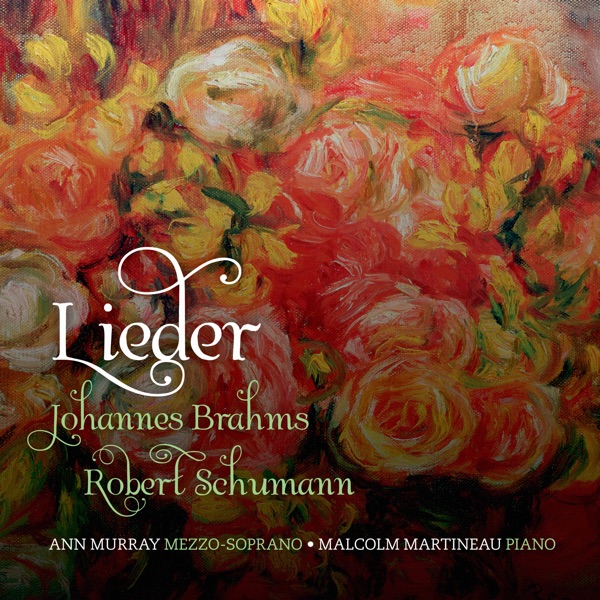 Lieder
Johannes Brahms
Robert Schumann
ANN MURRAY MEZZO-SOPRANO • MALCOLM MARTINEAU PIANO